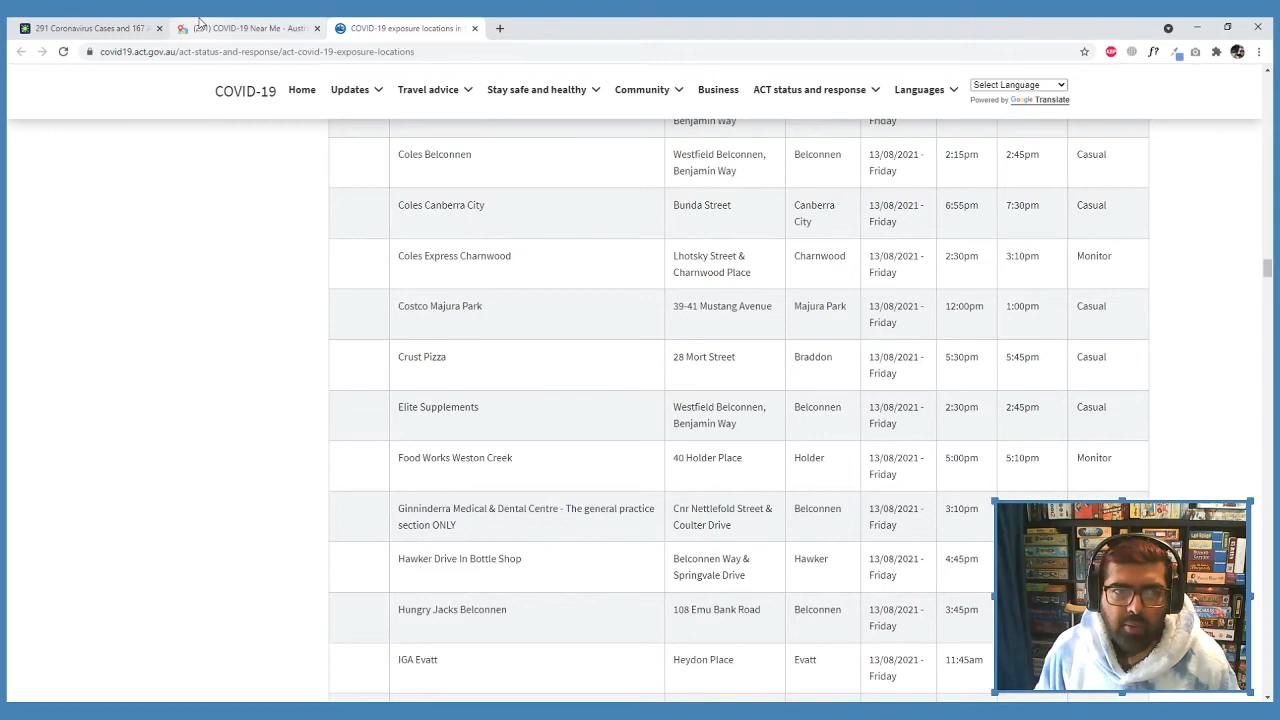 291 Coronavirus Cases and 167 A
(291) COVID-19 Near Me - Austr
COVID-19 exposure locations in
covid19.act.gov.au/act-status-and-response/act-covid-19-exposure-locations
COVID-19
Home
Updates
Travel advice
Stay safe and healthy
Community
Business
ACT status and response
Languages
Select Language
Powered by Google Translate
Benjamin Way
Friday
Coles Belconnen
Westfield Belconnen,
Benjamin Way
Belconnen
13/08/2021 -
Friday
2:15pm
2:45pm
Casual
Coles Canberra City
Bunda Street
Canberra
City
13/08/2021 -
Friday
6:55pm
7:30pm
Casual
Coles Express Charnwood
Lhotsky Street &
Charnwood Place
Charnwood
13/08/2021 -
Friday
2:30pm
3:10pm
Monitor
Costco Majura Park
39-41 Mustang Avenue
Majura Park
13/08/2021 -
Friday
12:00pm
1:00pm
Casual
Crust Pizza
28 Mort Street
Braddon
13/08/2021 -
Friday
5:30pm
5:45pm
Casual
Elite Supplements
Westfield Belconnen,
Benjamin Way
Belconnen
13/08/2021 -
Friday
2:30pm
2:45pm
Casual
Food Works Weston Creek
40 Holder Place
Holder
13/08/2021 -
Friday
5:00pm
5:10pm
Monitor
Ginninderra Medical & Dental Centre - The general practice
section ONLY
Cnr Nettlefold Street &
Coulter Drive
Belconnen
13/08/2021 -
Friday
3:10pm
Hawker Drive In Bottle Shop
Belconnen Way &
Springvale Drive
Hawker
13/08/2021 -
Friday
4:45pm
Hungry Jacks Belconnen
108 Emu Bank Road
Belconnen
13/08/2021 -
Friday
3:45pm
IGA Evatt
Heydon Place
Evatt
13/08/2021 -
Friday
11:45am